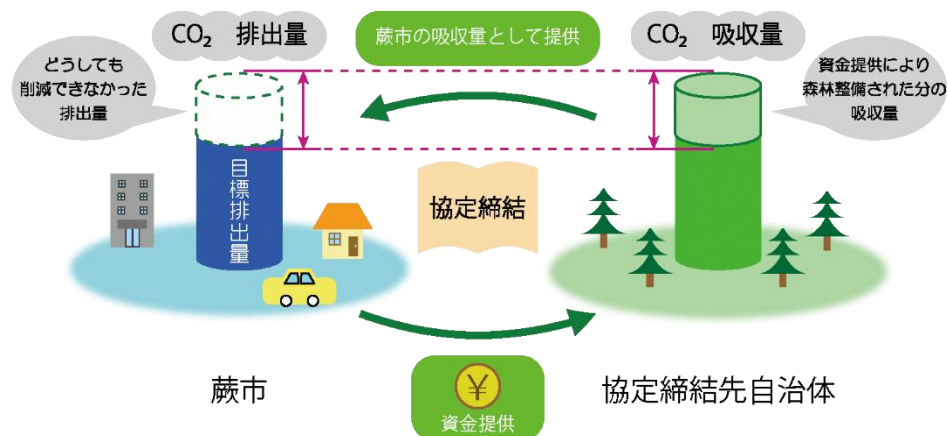 CO₂ 排出量
蕨市の吸収量として提供
CO₂ 吸収量
どうしても
削減できなかった
排出量
資金提供により
森林整備された分の
吸収量
目標排出量
協定締結
¥
資金提供
蕨市
協定締結先自治体